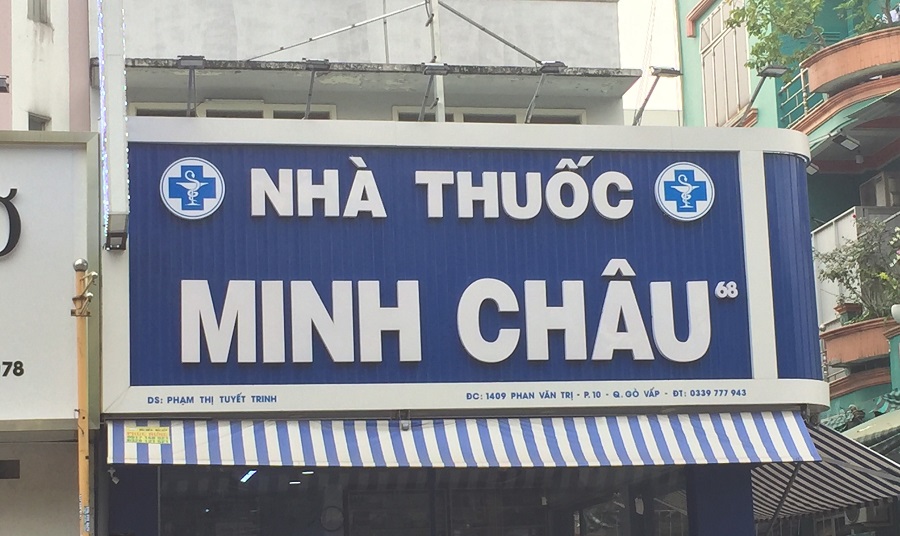 NHÀ THUỐC
MINH CHÂU 68
DS: PHẠM THỊ TUYẾT TRINH
ĐC: 1409 PHAN VĂN TRỊ - P.10 - Q.GÒ VẤP - ĐT: 0339 777 943
078